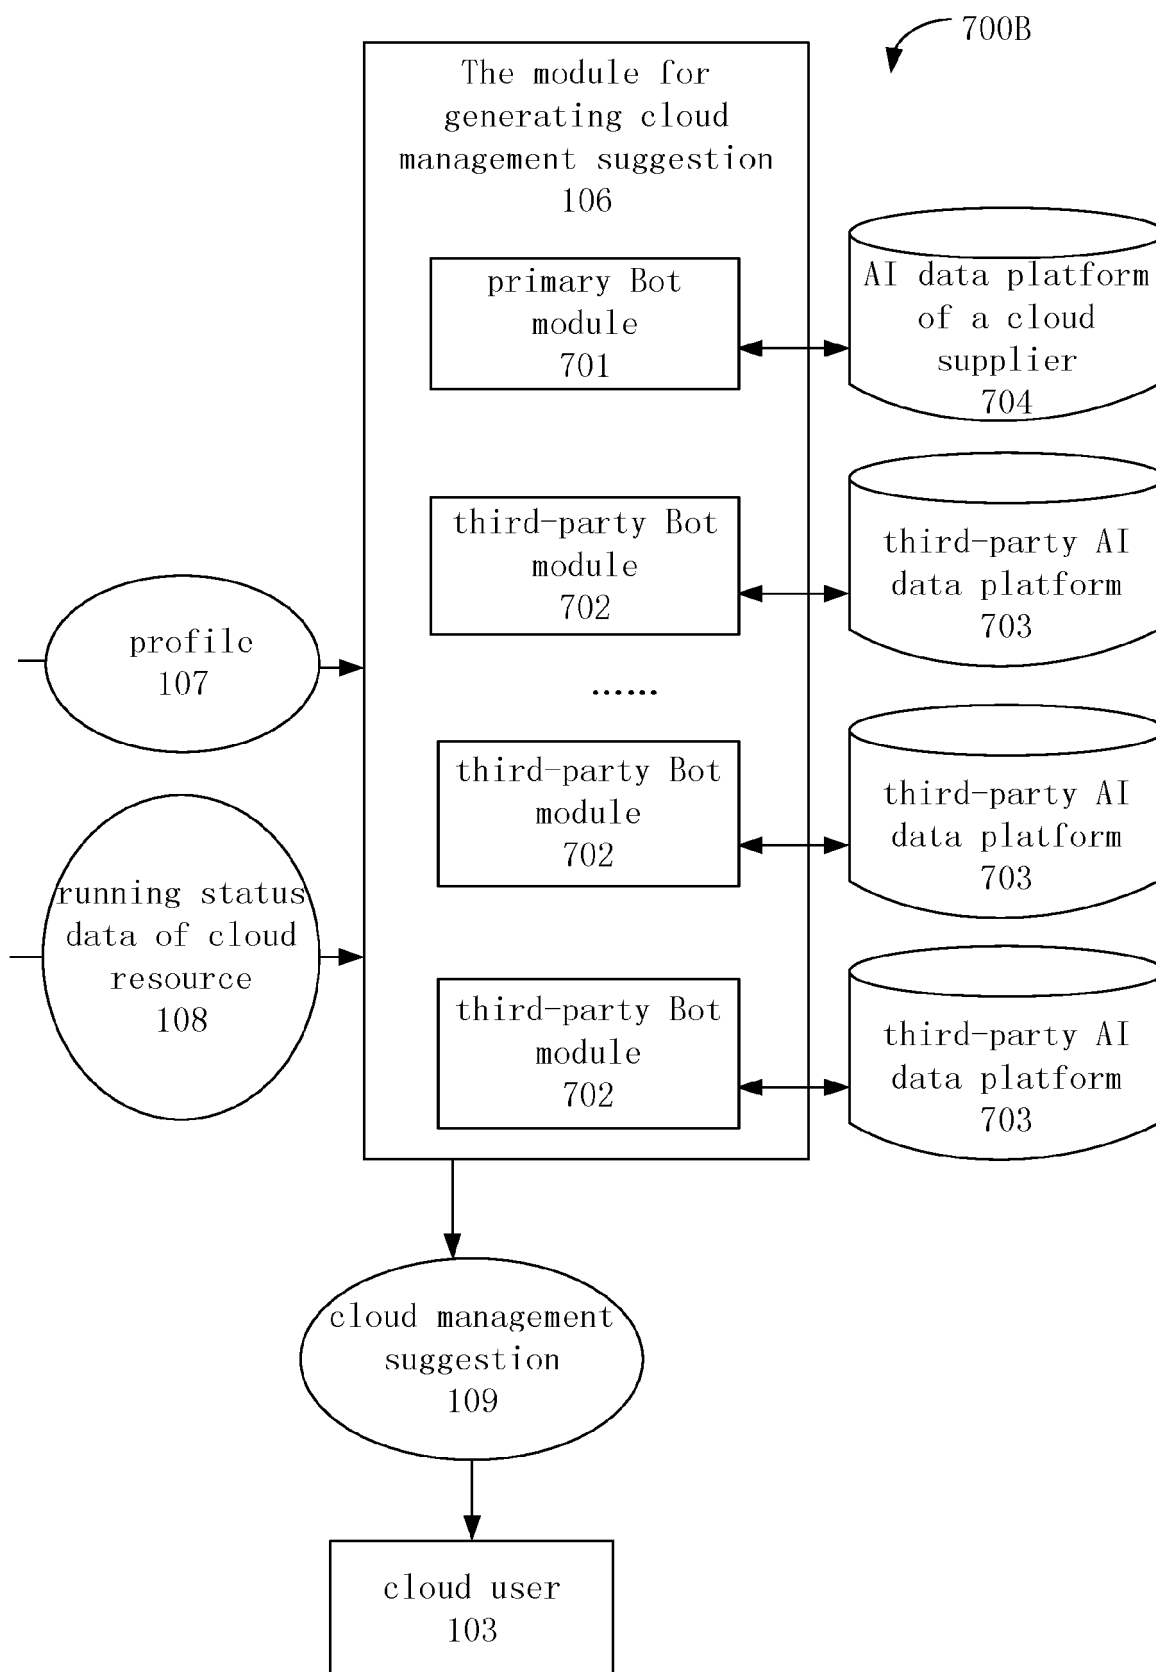 700B
The module for
generating cloud
management suggestion
106
primary Bot
module
701
AI data platform
of a cloud
supplier
704
third-party Bot
module
702
third-party AI
data platform
703
profile
107
......
third-party Bot
module
702
third-party AI
data platform
703
running status
data of cloud
resource
108
third-party Bot
module
702
third-party AI
data platform
703
cloud management
suggestion
109
cloud user
103